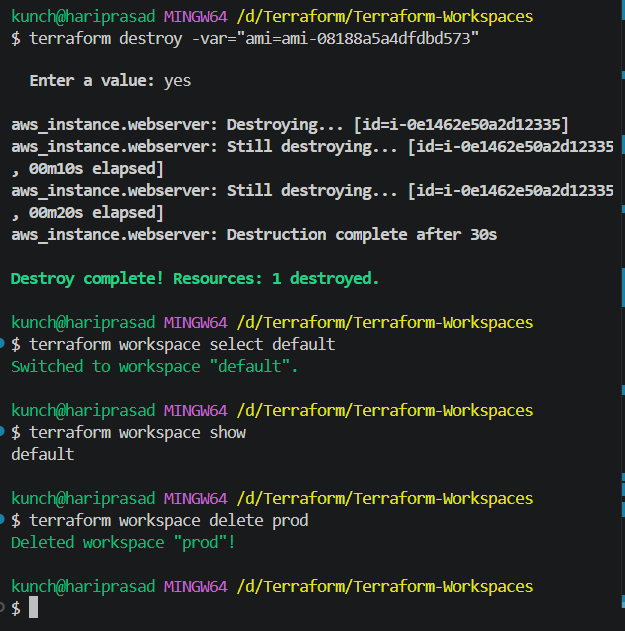 kunch@hariprasad MINGW64 /d/Terraform/Terraform-Workspaces
$ terraform destroy -var="ami=ami-08188a5a4dfdbd573"
Enter a value: yes
aws_instance.webserver: Destroying... [id=i-0e1462e50a2d12335]
aws_instance.webserver: Still destroying... [id=i-0e1462e50a2d12335
, 00m10s elapsed]
aws_instance.webserver: Still destroying... [id=i-0e1462e50a2d12335
, 00m20s elapsed]
aws_instance.webserver: Destruction complete after 30s
Destroy complete! Resources: 1 destroyed.
kunch@hariprasad MINGW64 /d/Terraform/Terraform-Workspaces
$ terraform workspace select default
Switched to workspace "default".
kunch@hariprasad MINGW64 /d/Terraform/Terraform-Workspaces
$ terraform workspace show
default
kunch@hariprasad MINGW64 /d/Terraform/Terraform-Workspaces
$ terraform workspace delete prod
Deleted workspace "prod"!
kunch@hariprasad MINGW64 /d/Terraform/Terraform-Workspaces
$